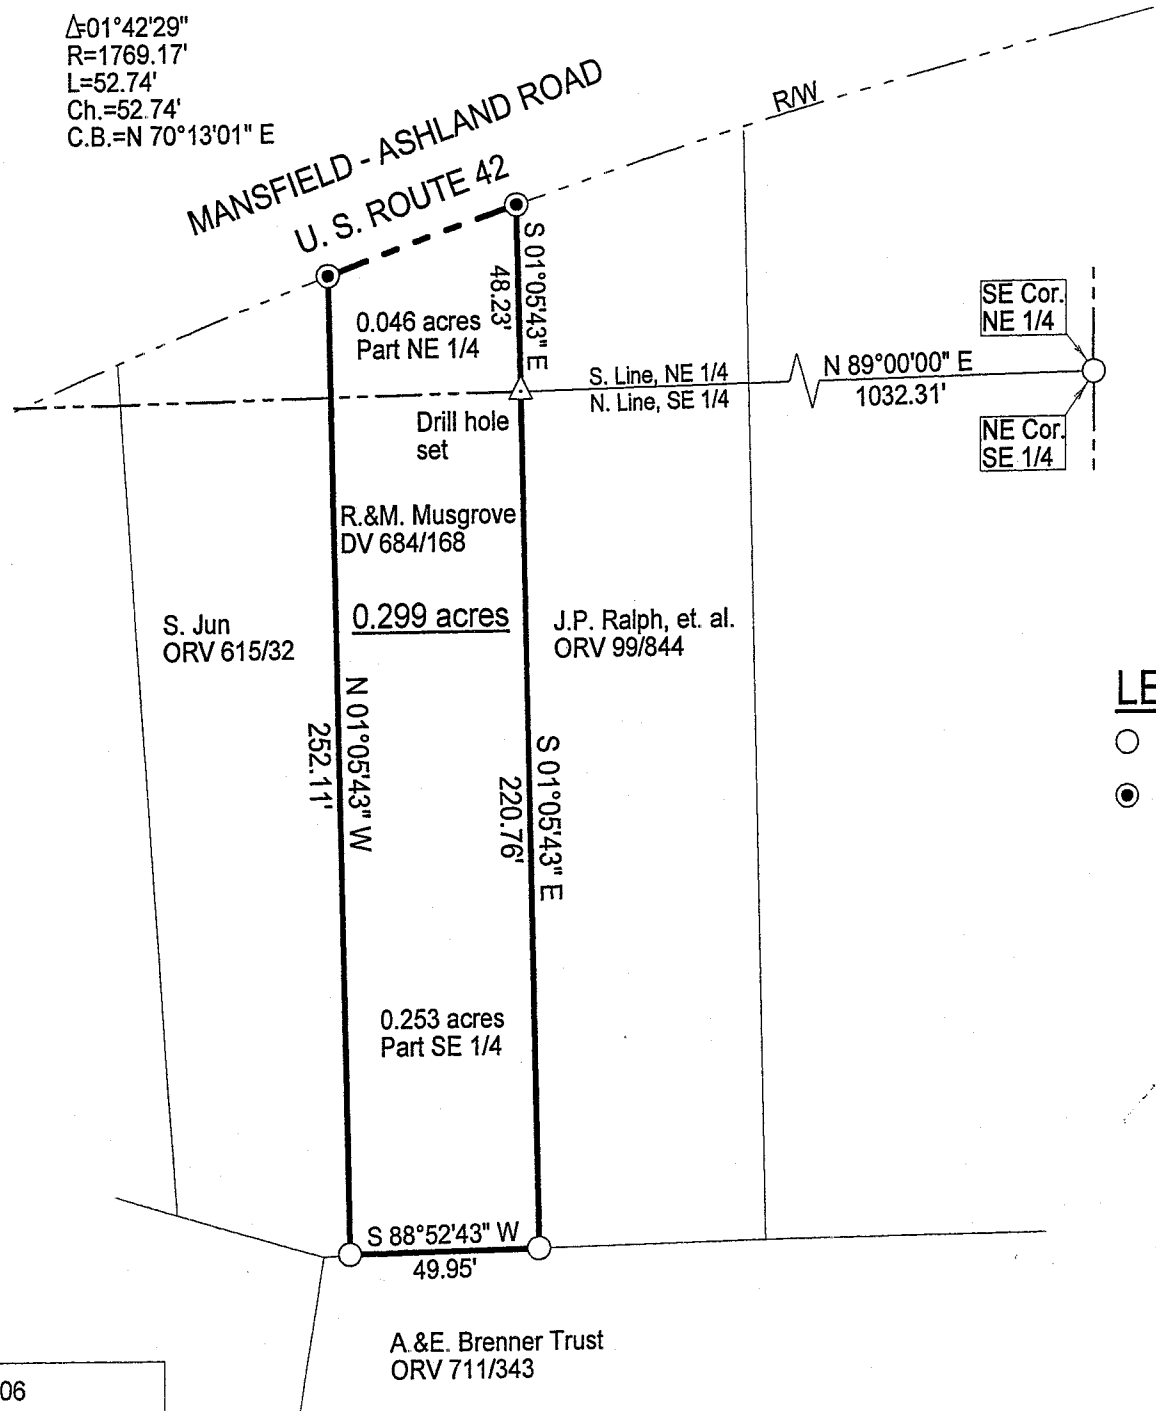 Δ=01°42'29"
R=1769.17'
L=52.74'
Ch.=52.74'
C.B.=N 70°13'01" E
MANSFIELD - ASHLAND ROAD
U. S. ROUTE 42
R/W
S 01°05'43" E
48.23'
0.046 acres
Part NE 1/4
SE Cor.
NE 1/4
S. Line, NE 1/4
N. Line, SE 1/4
N 89°00'00" E
1032.31'
NE Cor.
SE 1/4
Drill hole
set
R.&M. Musgrove
DV 684/168
0.299 acres
S. Jun
ORV 615/32
J.P. Ralph, et. al.
ORV 99/844
LE
N 01°05'43" W
252.11'
S 01°05'43" E
220.76'
0.253 acres
Part SE 1/4
S 88°52'43" W
49.95'
A.&E. Brenner Trust
ORV 711/343
06